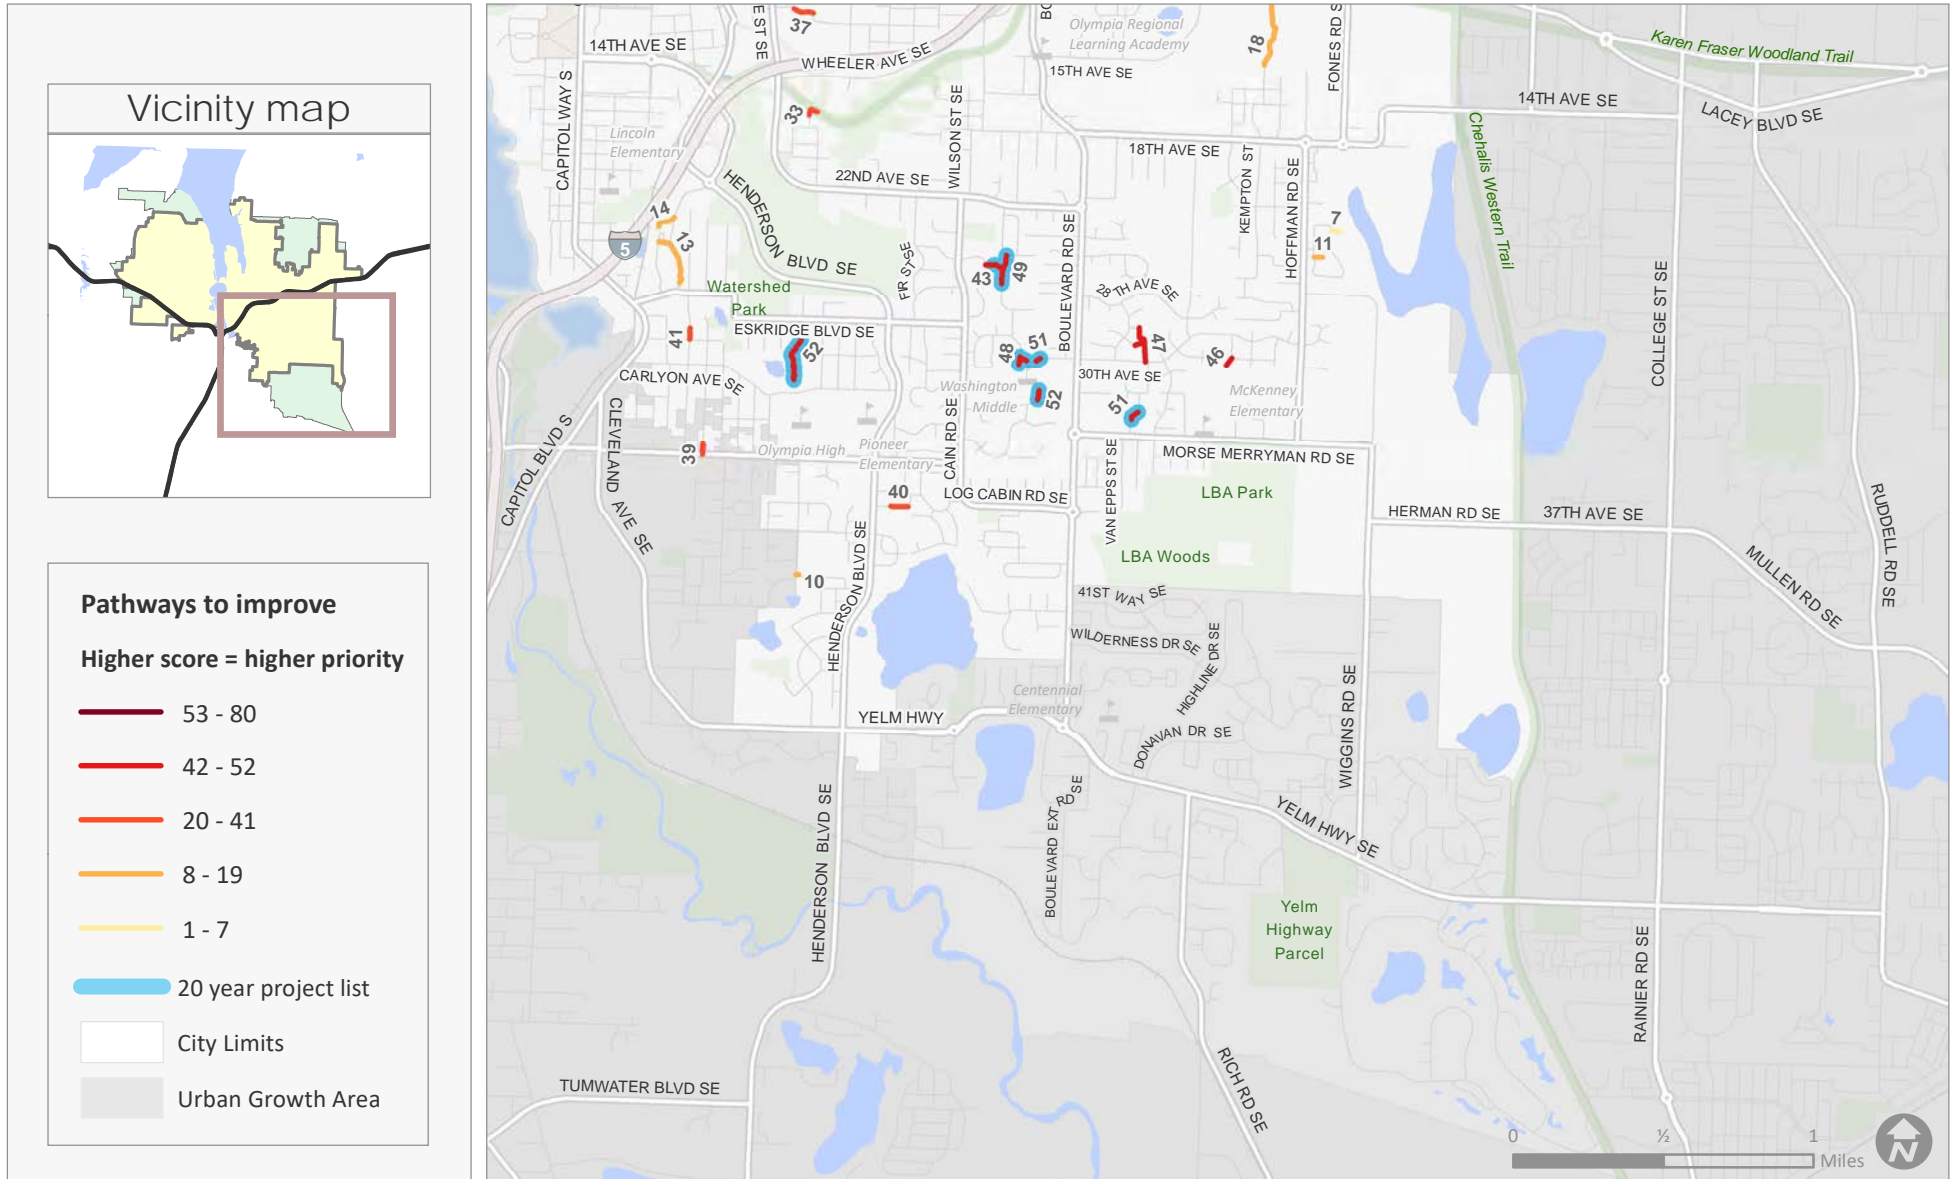 Vicinity map
Pathways to improve
Higher score = higher priority
53 - 80
42 - 52
20 - 41
8 - 19
1 - 7
20 year project list
City Limits
Urban Growth Area
37
14TH AVE SE
WHEELER AVE SE
Olympia Regional
Learning Academy
15TH AVE SE
18
FONES RD S
Karen Fraser Woodland Trail
CAPITOL WAY S
33
Lincoln
Elementary
WILSON ST SE
14TH AVE SE
LACEY BLVD SE
18TH AVE SE
KEMPTON ST
HOFFMAN RD SE
Chehalis Western Trail
22ND AVE SE
HENDERSON BLVD SE
14
13
5
FIR ST SE
43
49
BOULEVARD RD SE
28TH AVE SE
7
11
COLLEGE ST SE
Watershed
Park
ESKRIDGE BLVD SE
41
52
48
51
47
46
CARLYON AVE SE
Washington
Middle
52
30TH AVE SE
51
McKenney
Elementary
CAPITOL BLVD S
CLEVELAND AVE SE
39
Olympia High
Pioneer
Elementary
CAIN RD SE
VAN EPPS ST SE
MORSE MERRYMAN RD SE
40
LOG CABIN RD SE
LBA Park
HERMAN RD SE
37TH AVE SE
RUDDELL RD SE
MULLEN RD SE
LBA Woods
10
HENDERSON BLVD SE
41ST WAY SE
WILDERNESS DR SE
HIGHLINE DR SE
WIGGINS RD SE
Centennial
Elementary
YELM HWY
DONAVAN DR SE
HENDERSON BLVD SE
BOULEVARD EXT RD SE
YELM HWY SE
Yelm
Highway
Parcel
RAINIER RD SE
TUMWATER BLVD SE
RICH RD SE
0 ½ 1
Miles
N